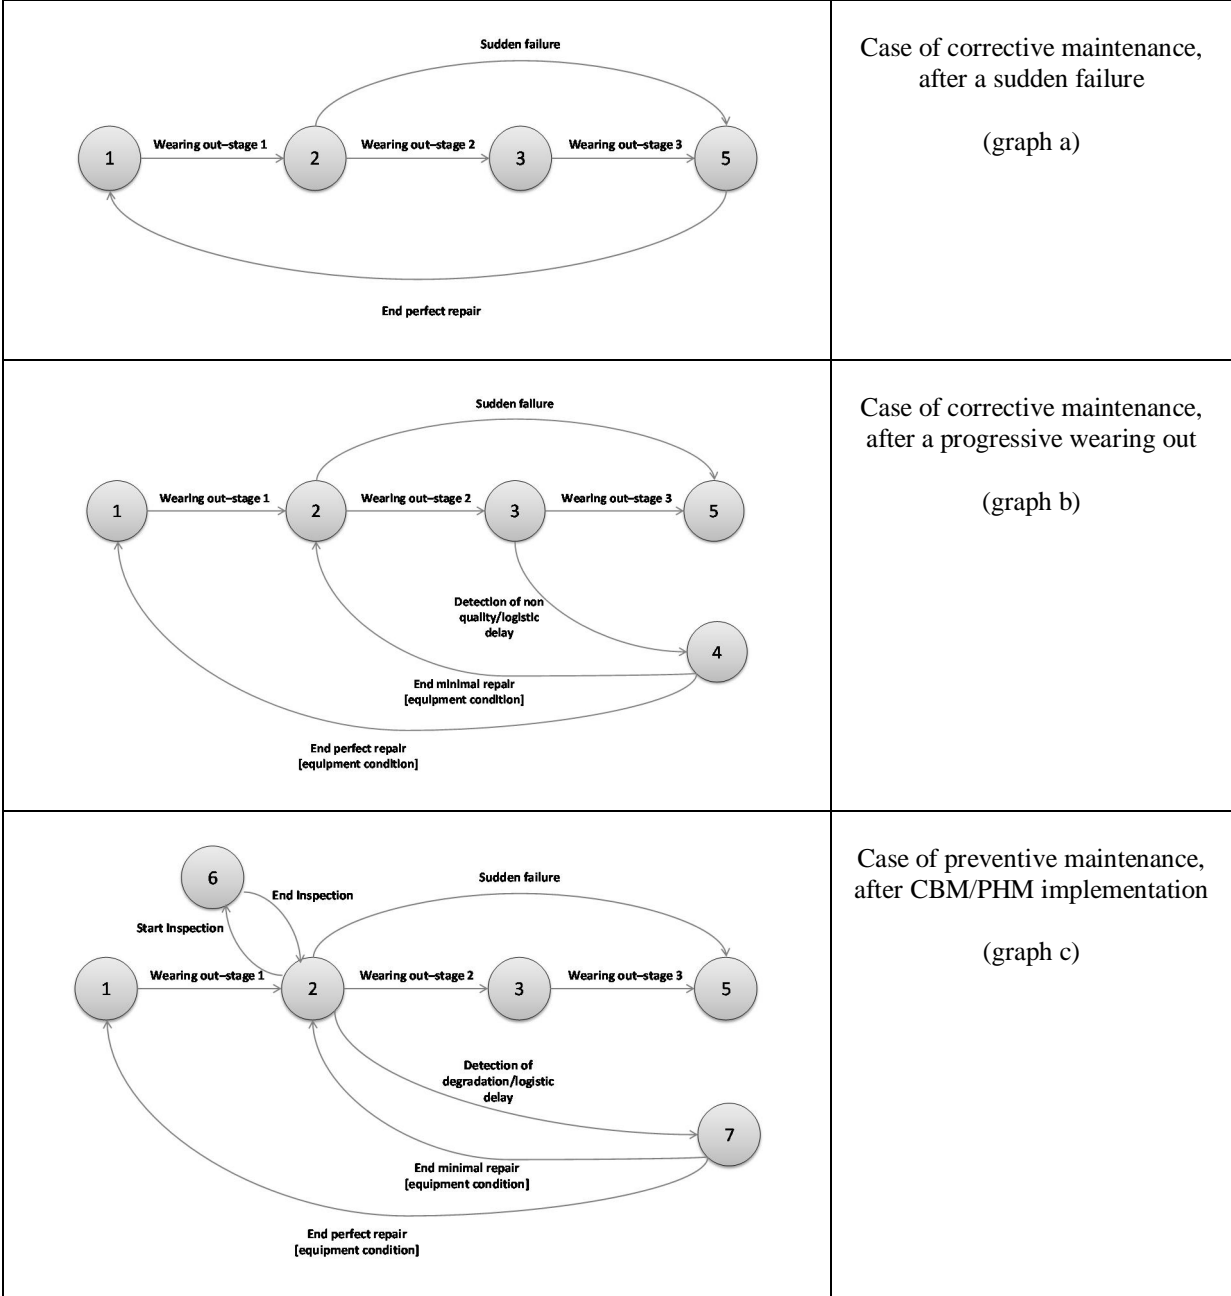 Sudden failure
1
Wearing out–stage 1
2
Wearing out–stage 2
3
Wearing out–stage 3
5
End perfect repair
Case of corrective maintenance,
after a sudden failure
(graph a)
Sudden failure
1
Wearing out–stage 1
2
Wearing out–stage 2
3
Wearing out–stage 3
5
Detection of non
quality/logistic
delay
4
End minimal repair
[equipment condition]
End perfect repair
[equipment condition]
Case of corrective maintenance,
after a progressive wearing out
(graph b)
6
End Inspection
Start Inspection
Sudden failure
1
Wearing out–stage 1
2
Wearing out–stage 2
3
Wearing out–stage 3
5
Detection of
degradation/logistic
delay
7
End minimal repair
[equipment condition]
End perfect repair
[equipment condition]
Case of preventive maintenance,
after CBM/PHM implementation
(graph c)